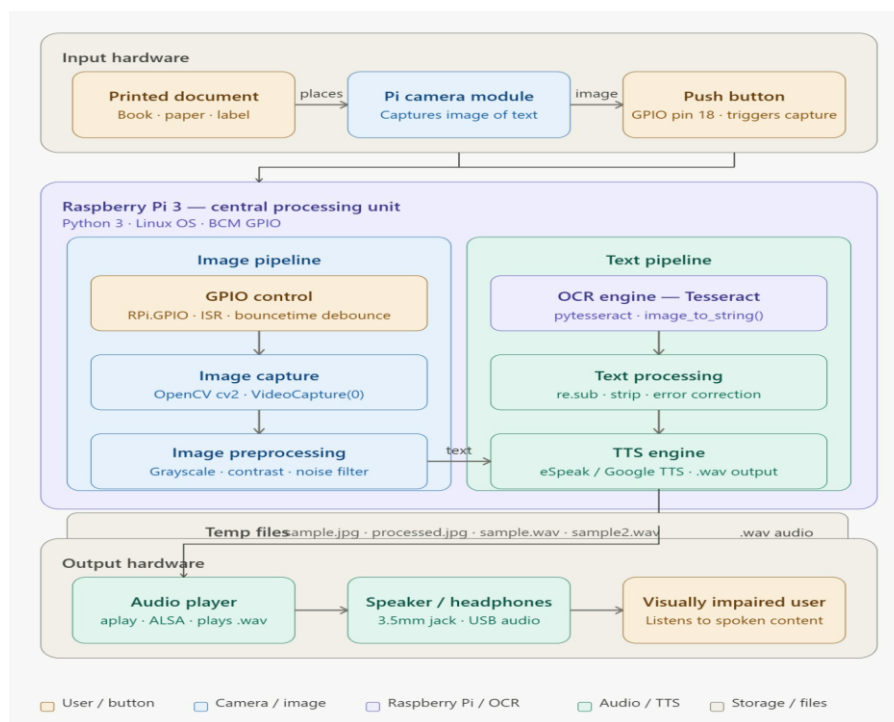 Input hardware
Printed document
Book · paper · label
places
Pi camera module
Captures image of text
image
Push button
GPIO pin 18 · triggers capture
Raspberry Pi 3 — central processing unit
Python 3 · Linux OS · BCM GPIO
Image pipeline
GPIO control
RPi.GPIO · ISR · bouncetime debounce
Image capture
OpenCV cv2 · VideoCapture(0)
Image preprocessing
Grayscale · contrast · noise filter
text
Text pipeline
OCR engine — Tesseract
pytesseract · image_to_string()
Text processing
re.sub · strip · error correction
TTS engine
eSpeak / Google TTS · .wav output
Temp files
sample.jpg · processed.jpg · sample.wav · sample2.wav
.wav audio
Output hardware
Audio player
aplay · ALSA · plays .wav
Speaker / headphones
3.5mm jack · USB audio
Visually impaired user
Listens to spoken content
User / button
Camera / image
Raspberry Pi / OCR
Audio / TTS
Storage / files